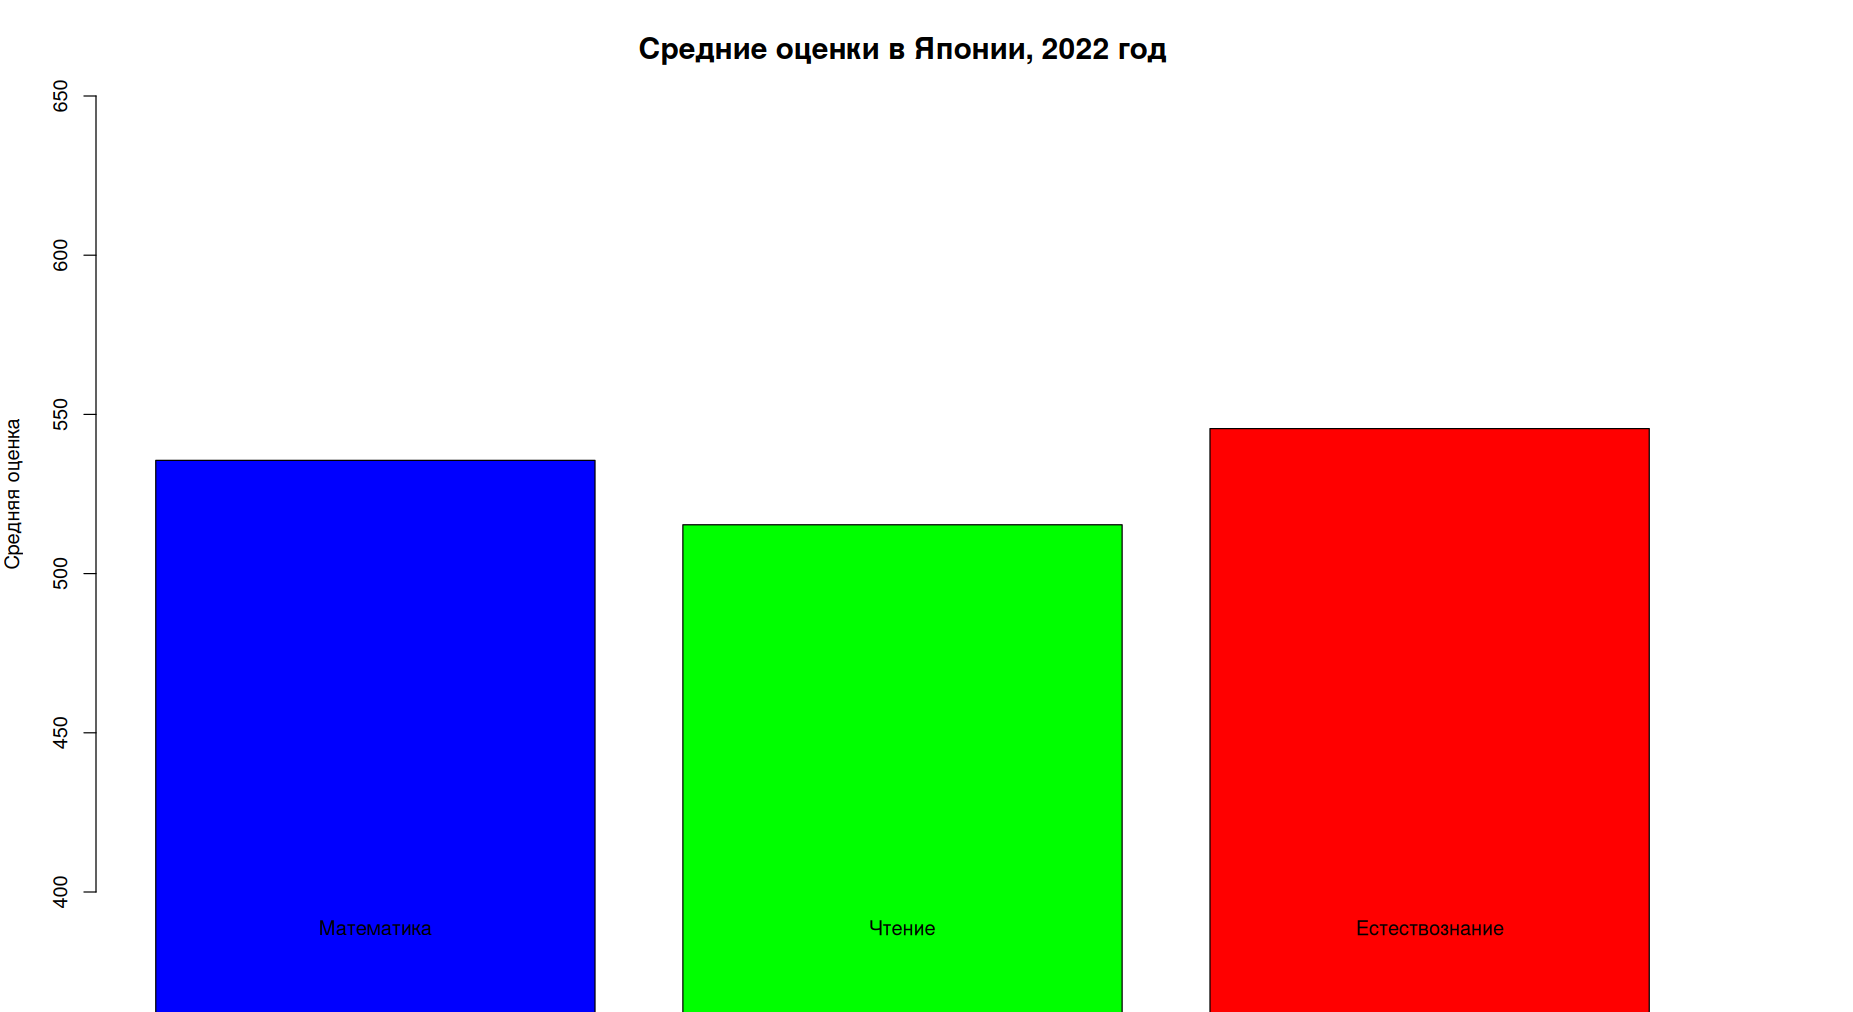 Средние оценки в Японии, 2022 год
650
600
550
500
450
400
Средняя оценка
Математика
Чтение
Естествознание